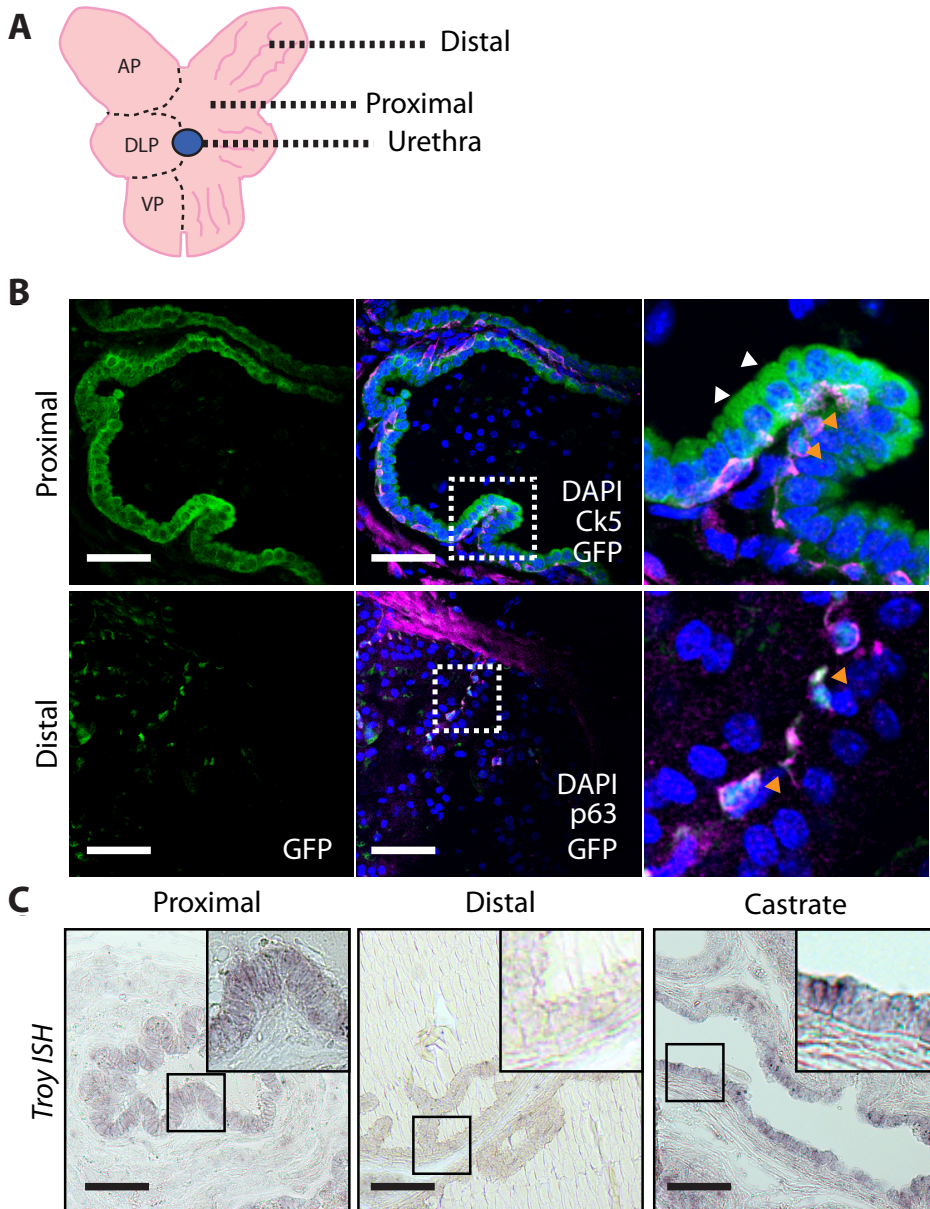 A
AP
Distal
Proximal
DLP
Urethra
VP
B
Proximal
DAPI
Ck5
GFP
Distal
GFP
DAPI
p63
GFP
C
Proximal
Distal
Castrate
Troy ISH